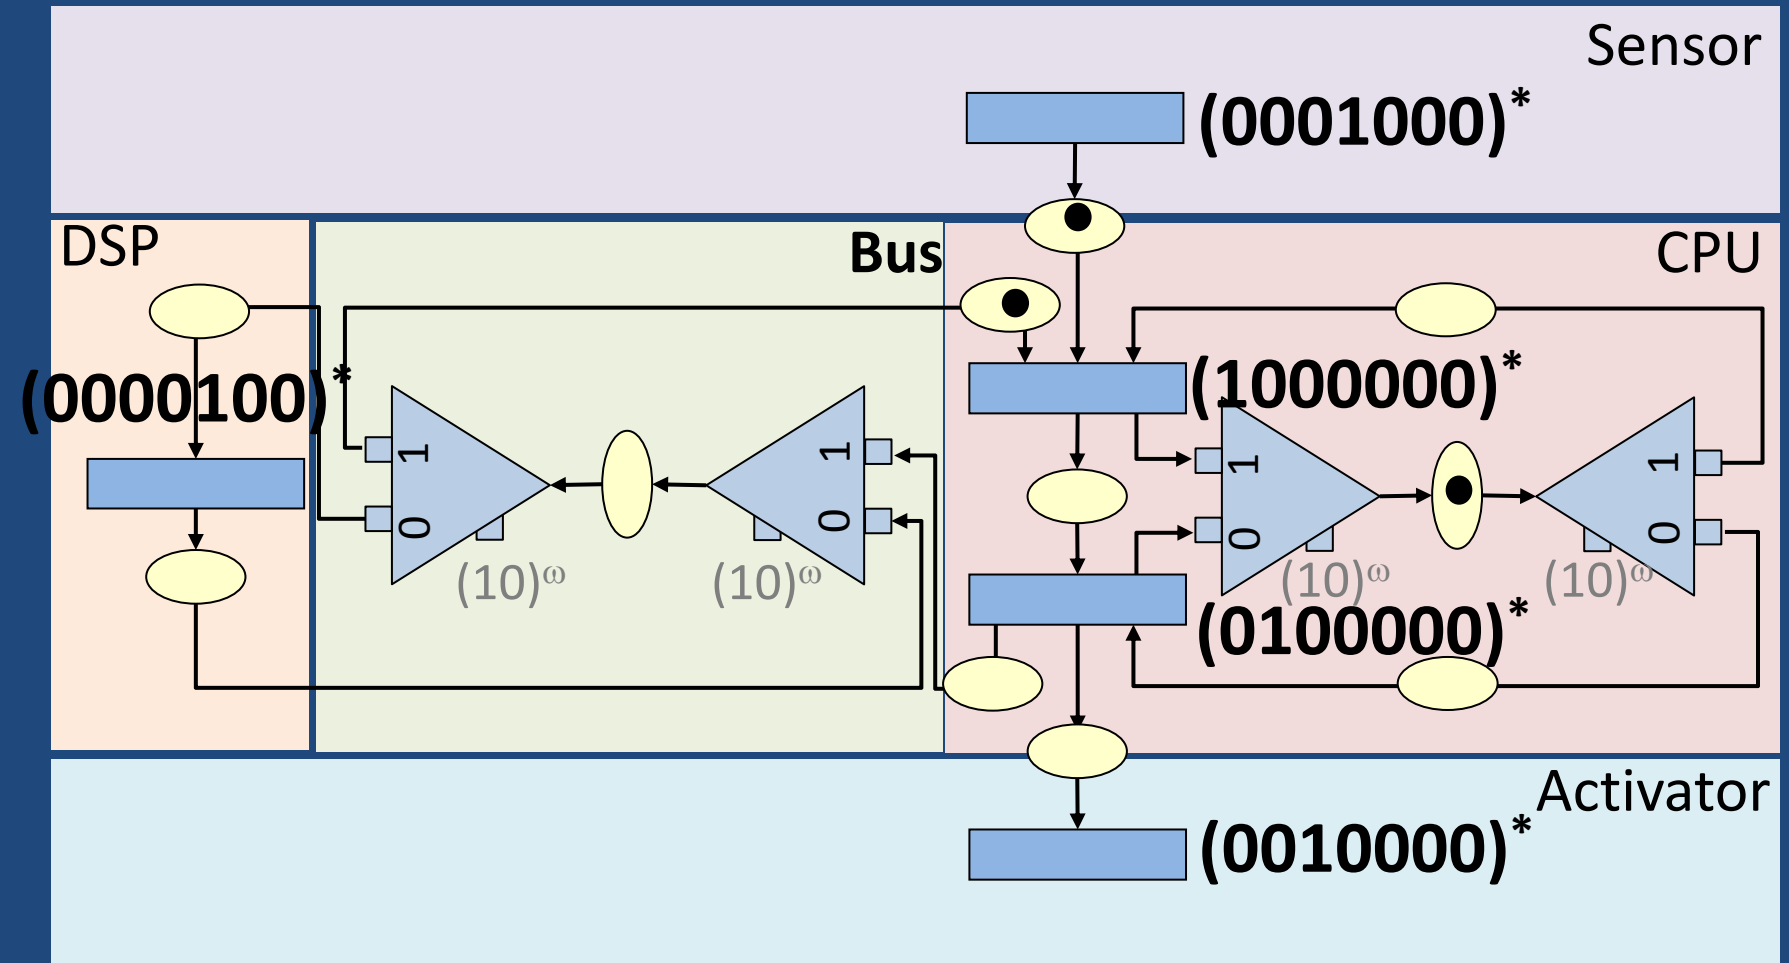 Sensor
(0001000)*
DSP
Bus
CPU
(0000100)*
(1000000)*
1
0
1
0
1
0
1
0
(10)ω
(10)ω
(10)ω
(10)ω
(0100000)*
Activator
(0010000)*